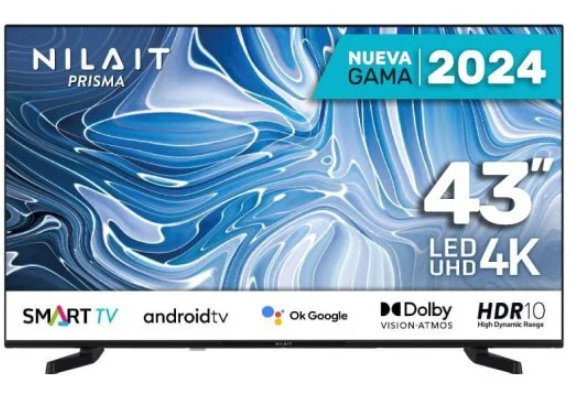 NILAIT
PRISMA
NUEVA
GAMA
2024
43"
LED
UHD
4K
SMART TV
androidtv
Ok Google
Dolby
VISION·ATMOS
HDR10
High Dynamic Range
NILAIT